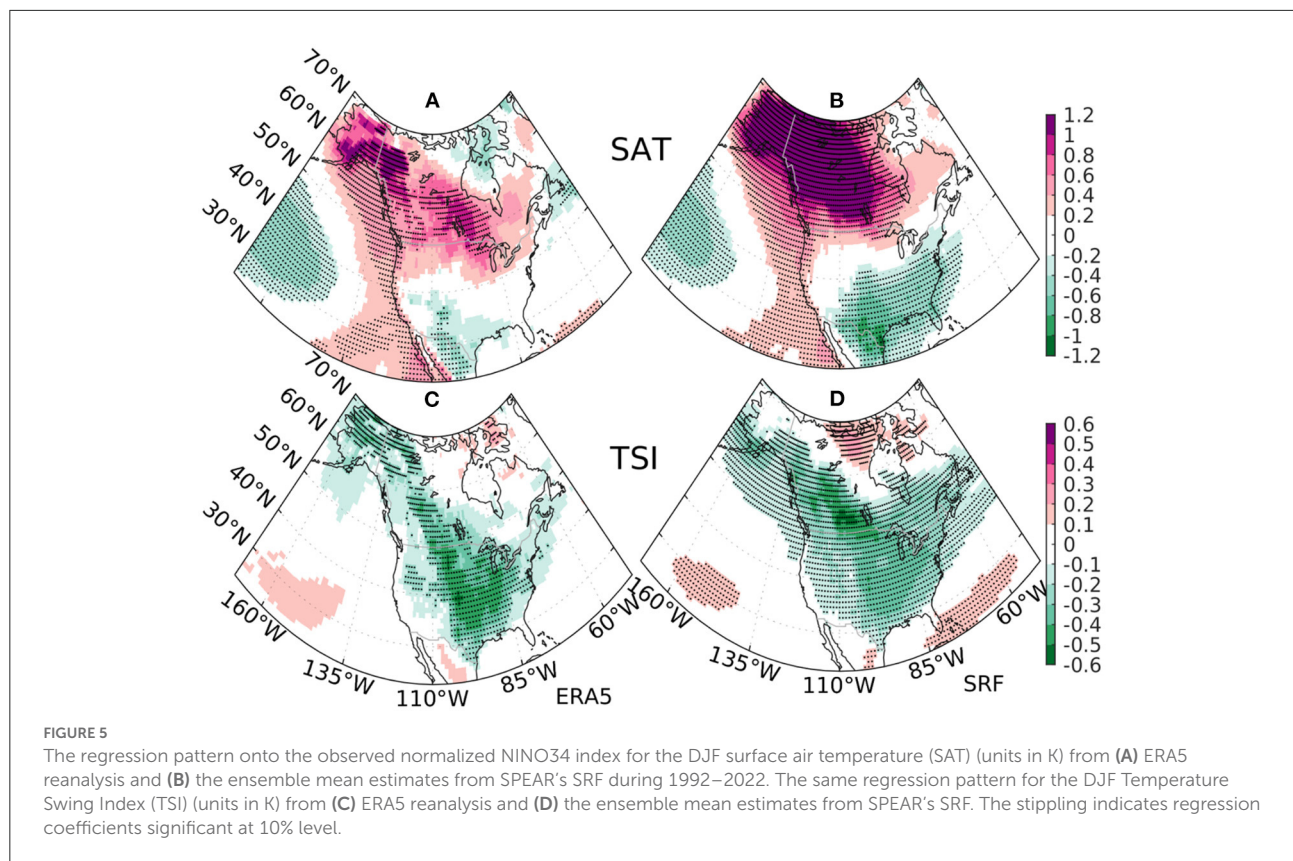 70°N
60°N
50°N
40°N
30°N
A
SAT
B
1.2
1
0.8
0.6
0.4
0.2
0
-0.2
-0.4
-0.6
-0.8
-1
-1.2
70°N
60°N
50°N
40°N
30°N
C
TSI
D
0.6
0.5
0.4
0.3
0.2
0.1
0
-0.1
-0.2
-0.3
-0.4
-0.5
-0.6
160°W
135°W
110°W
85°W
60°W
ERA5
160°W
135°W
110°W
85°W
60°W
SRF
FIGURE 5
The regression pattern onto the observed normalized NINO34 index for the DJF surface air temperature (SAT) (units in K) from (A) ERA5
reanalysis and (B) the ensemble mean estimates from SPEAR's SRF during 1992–2022. The same regression pattern for the DJF Temperature
Swing Index (TSI) (units in K) from (C) ERA5 reanalysis and (D) the ensemble mean estimates from SPEAR's SRF. The stippling indicates regression
coefficients significant at 10% level.